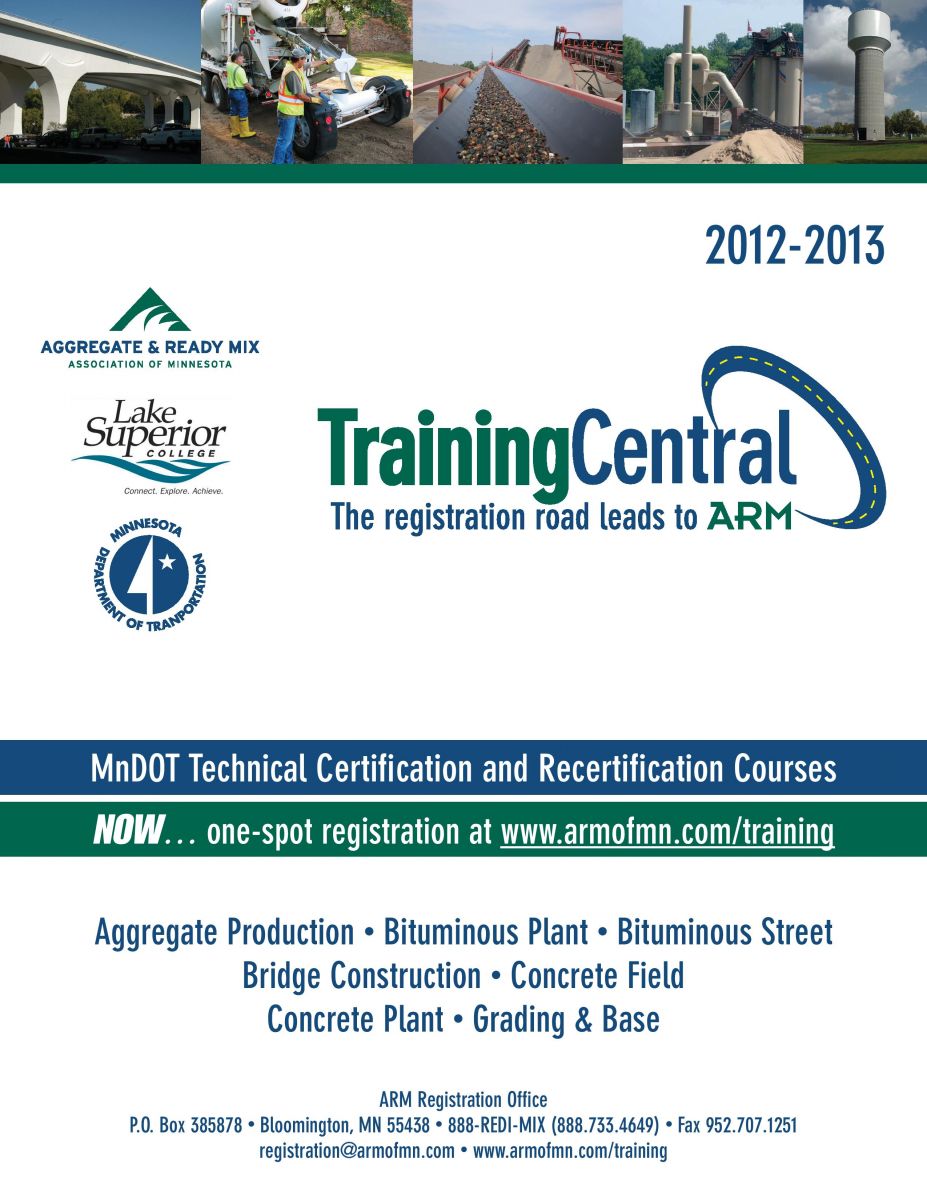 2012-2013
AGGREGATE & READY MIX
ASSOCIATION OF MINNESOTA
Lake
Superior
COLLEGE
Connect. Explore. Achieve.
MINNESOTA
DEPARTMENT OF TRANPORTATION
TrainingCentral
The registration road leads to ARM
MnDOT Technical Certification and Recertification Courses
NOW... one-spot registration at www.armofmn.com/training
Aggregate Production • Bituminous Plant • Bituminous Street
Bridge Construction • Concrete Field
Concrete Plant • Grading & Base
ARM Registration Office
P.O. Box 385878 • Bloomington, MN 55438 • 888-REDI-MIX (888.733.4649) • Fax 952.707.1251
registration@armofmn.com • www.armofmn.com/training